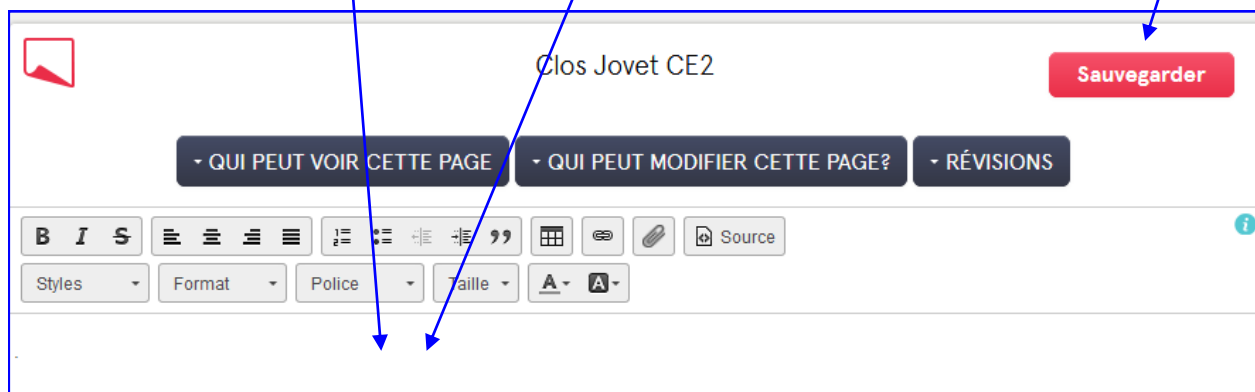 Clos Jovet CE2
Sauvegarder
QUI PEUT VOIR CETTE PAGE QUI PEUT MODIFIER CETTE PAGE? RÉVISIONS
B I S Source
Styles Format Police Taille A A